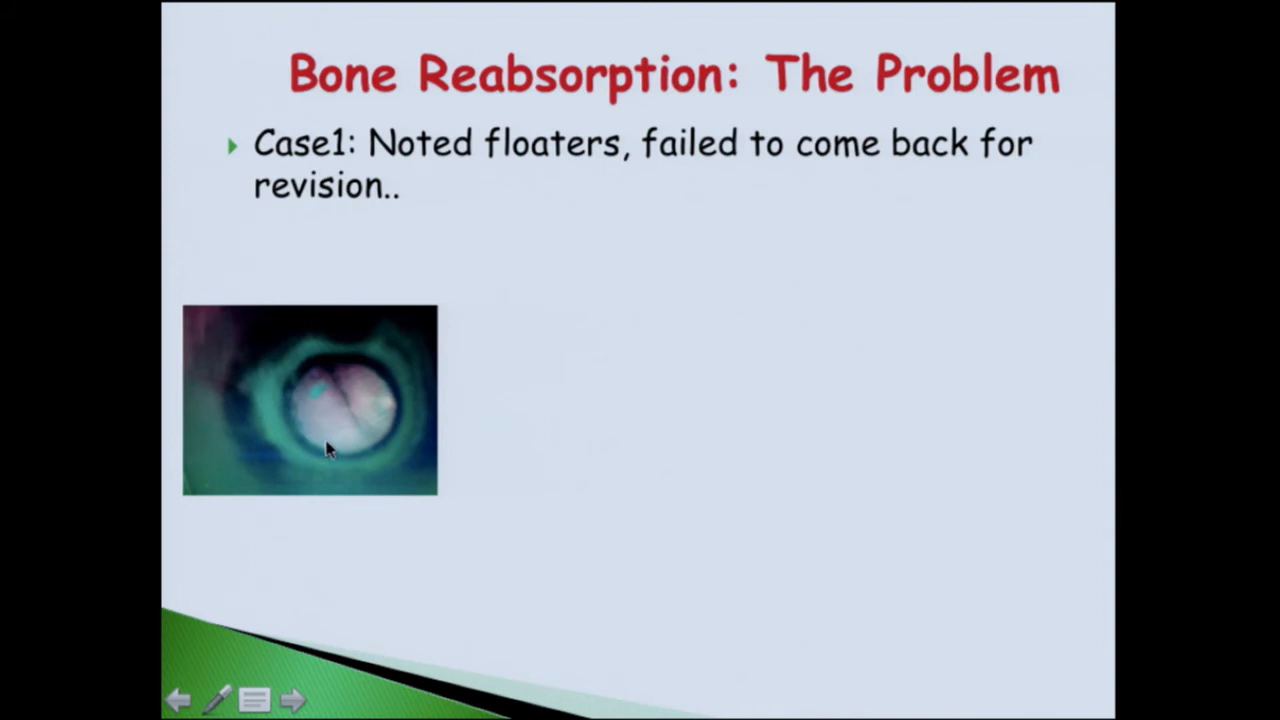 Bone Reabsorption: The Problem
Case1: Noted floaters, failed to come back for
revision..